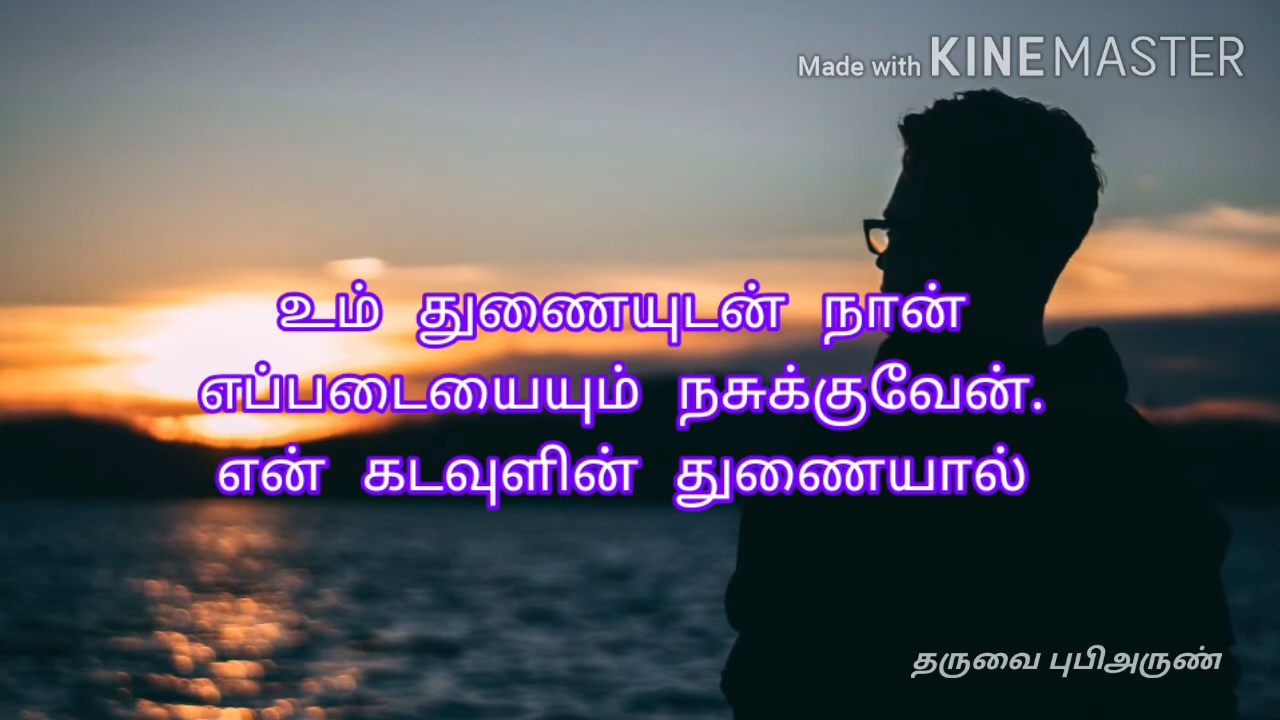 Made with KINEMASTER
உம் துணையுடன் நான்
எப்படையையும் நசுக்குவேன்.
என் கடவுளின் துணையால்
தருவை புபிஅருண்